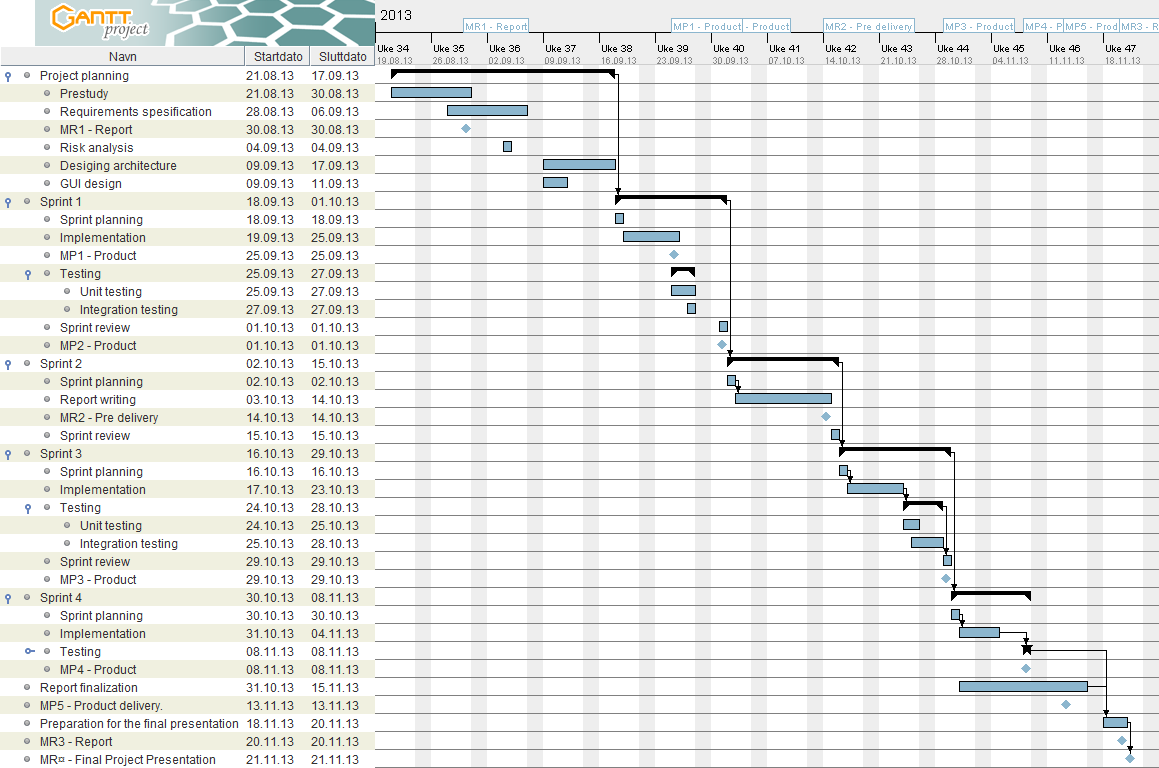 GANTT
project
2013
MR1 - Report
MP1 - Product
- Product
MR2 - Pre delivery
MP3 - Product
MP4 - P
MP5 - Prod
MR3 - R
Navn Startdato Sluttdato
Uke 34 Uke 35 Uke 36 Uke 37 Uke 38 Uke 39 Uke 40 Uke 41 Uke 42 Uke 43 Uke 44 Uke 45 Uke 46 Uke 47
19.08.13 26.08.13 02.09.13 09.09.13 16.09.13 23.09.13 30.09.13 07.10.13 14.10.13 21.10.13 28.10.13 04.11.13 11.11.13 18.11.13
Project planning 21.08.13 17.09.13
Prestudy 21.08.13 30.08.13
Requirements spesification 28.08.13 06.09.13
MR1 - Report 30.08.13 30.08.13
Risk analysis 04.09.13 04.09.13
Desiging architecture 09.09.13 17.09.13
GUI design 09.09.13 11.09.13
Sprint 1 18.09.13 01.10.13
Sprint planning 18.09.13 18.09.13
Implementation 19.09.13 25.09.13
MP1 - Product 25.09.13 25.09.13
Testing 25.09.13 27.09.13
Unit testing 25.09.13 27.09.13
Integration testing 27.09.13 27.09.13
Sprint review 01.10.13 01.10.13
MP2 - Product 01.10.13 01.10.13
Sprint 2 02.10.13 15.10.13
Sprint planning 02.10.13 02.10.13
Report writing 03.10.13 14.10.13
MR2 - Pre delivery 14.10.13 14.10.13
Sprint review 15.10.13 15.10.13
Sprint 3 16.10.13 29.10.13
Sprint planning 16.10.13 16.10.13
Implementation 17.10.13 23.10.13
Testing 24.10.13 28.10.13
Unit testing 24.10.13 25.10.13
Integration testing 25.10.13 28.10.13
Sprint review 29.10.13 29.10.13
MP3 - Product 29.10.13 29.10.13
Sprint 4 30.10.13 08.11.13
Sprint planning 30.10.13 30.10.13
Implementation 31.10.13 04.11.13
Testing 08.11.13 08.11.13
MP4 - Product 08.11.13 08.11.13
Report finalization 31.10.13 15.11.13
MP5 - Product delivery. 13.11.13 13.11.13
Preparation for the final presentation 18.11.13 20.11.13
MR3 - Report 20.11.13 20.11.13
MR¤ - Final Project Presentation 21.11.13 21.11.13